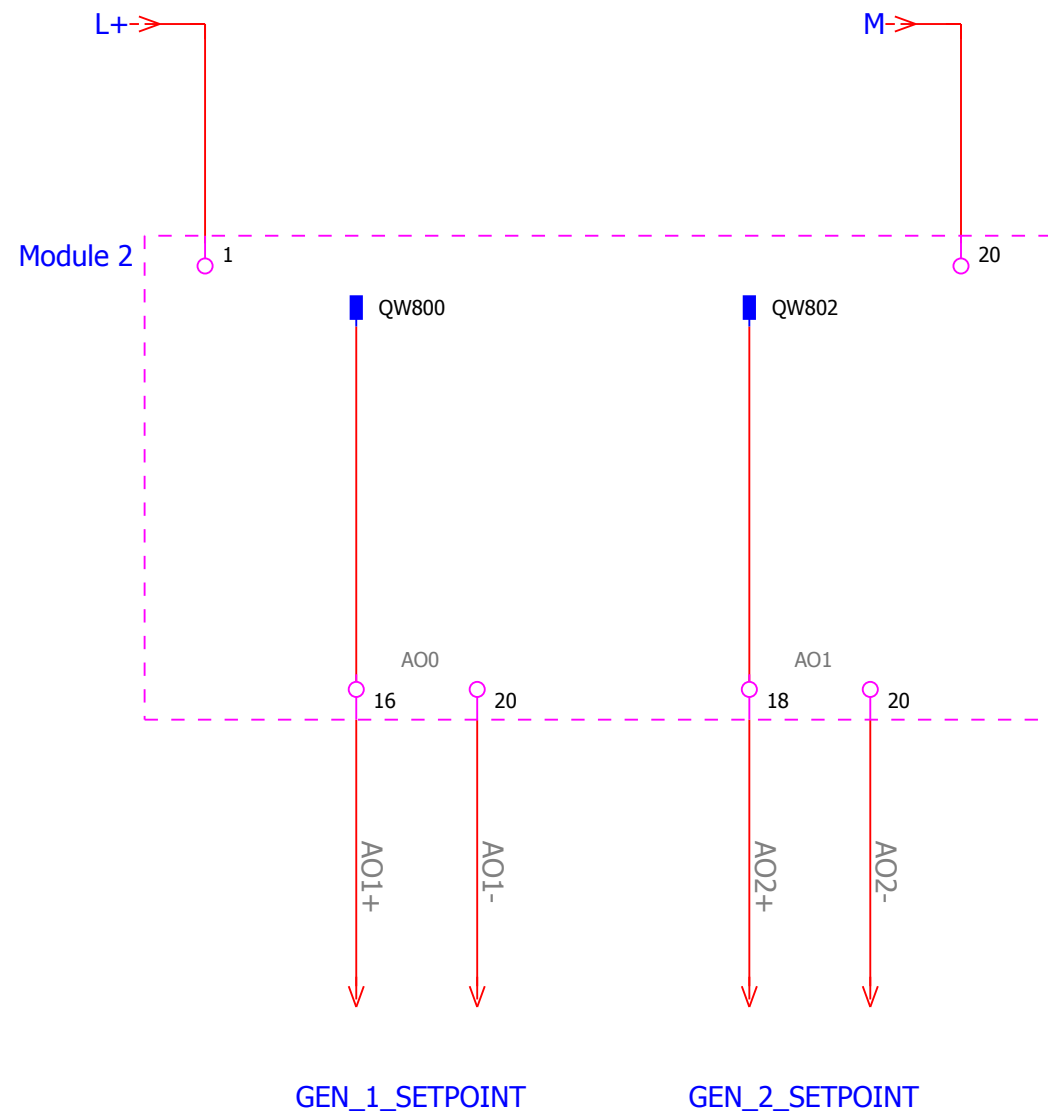 L+
M
Module 2
1
20
QW800
QW802
AO0
AO1
16
20
18
20
AO1+
AO1-
AO2+
AO2-
GEN_1_SETPOINT
GEN_2_SETPOINT